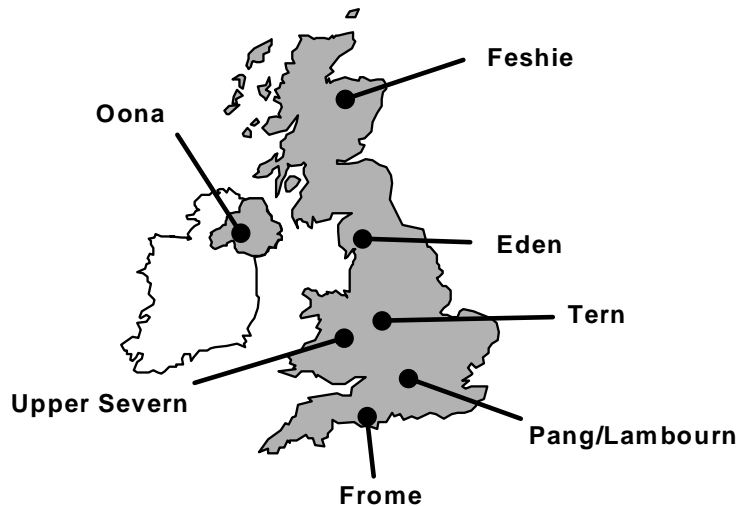 Feshie
Oona
Eden
Tern
Upper Severn
Pang/Lambourn
Frome